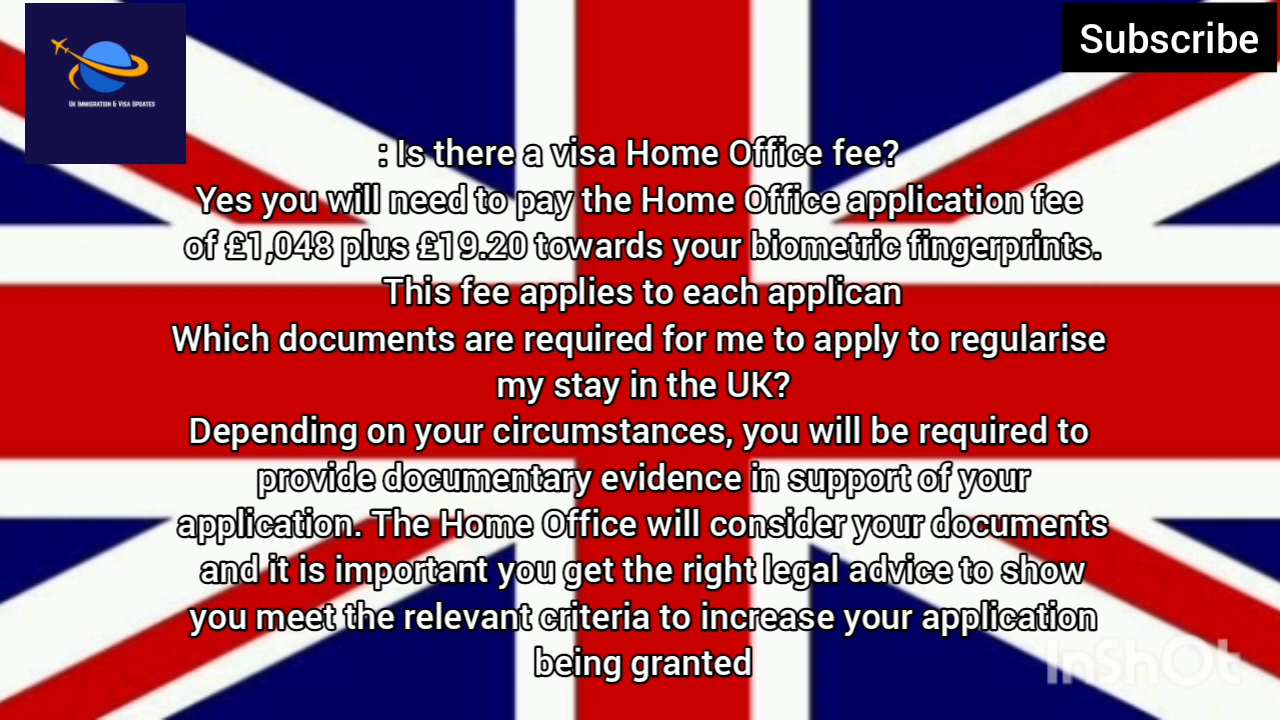 UK Immigration & Visa Updates
Subscribe
: Is there a visa Home Office fee?
Yes you will need to pay the Home Office application fee
of £1,048 plus £19.20 towards your biometric fingerprints.
This fee applies to each applican
Which documents are required for me to apply to regularise
my stay in the UK?
Depending on your circumstances, you will be required to
provide documentary evidence in support of your
application. The Home Office will consider your documents
and it is important you get the right legal advice to show
you meet the relevant criteria to increase your application
being granted
InShOt